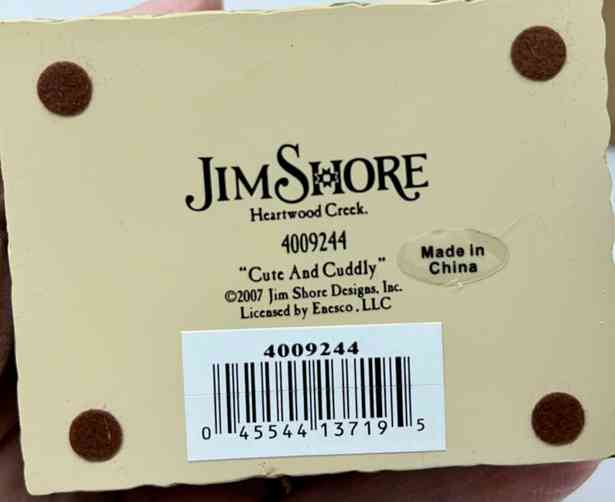 JIM SHORE
Heartwood Creek.
4009244
"Cute And Cuddly"
©2007 Jim Shore Designs, Inc.
Licensed by Enesco, LLC
Made in
China
4009244
0 45544 13719 5